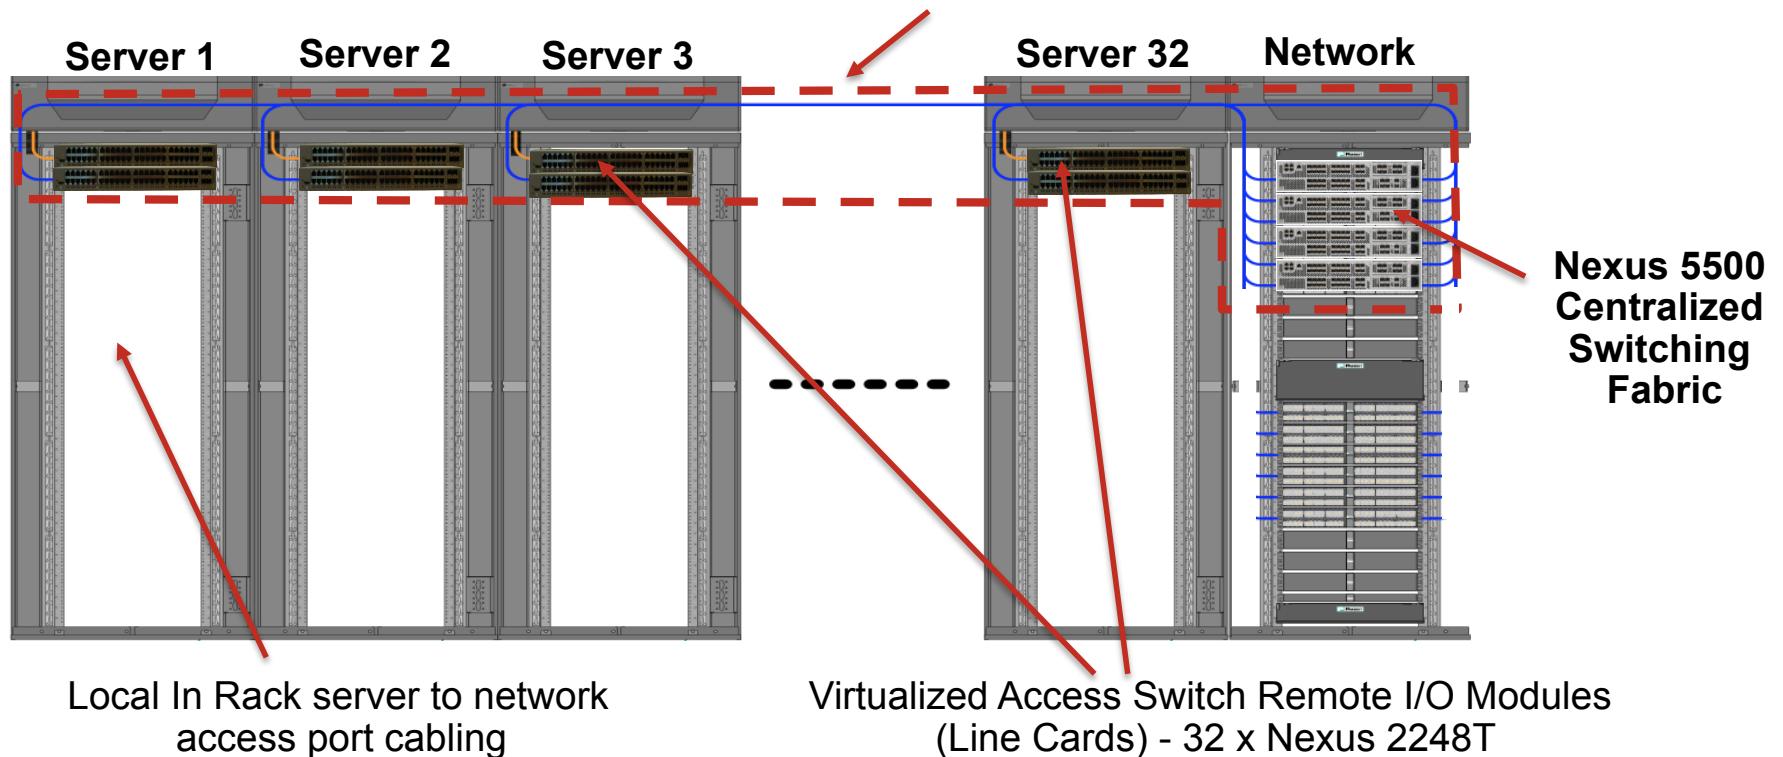 Server 1
Server 2
Server 3
Server 32
Network
Nexus 5500
Centralized
Switching
Fabric
Local In Rack server to network
access port cabling
Virtualized Access Switch Remote I/O Modules
(Line Cards) - 32 x Nexus 2248T